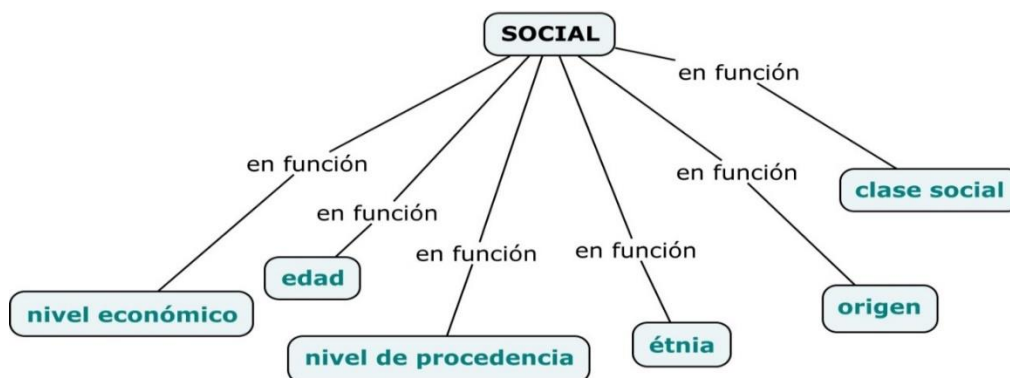 SOCIAL
en función
clase social
en función
nivel económico
en función
edad
en función
nivel de procedencia
en función
étnia
en función
origen